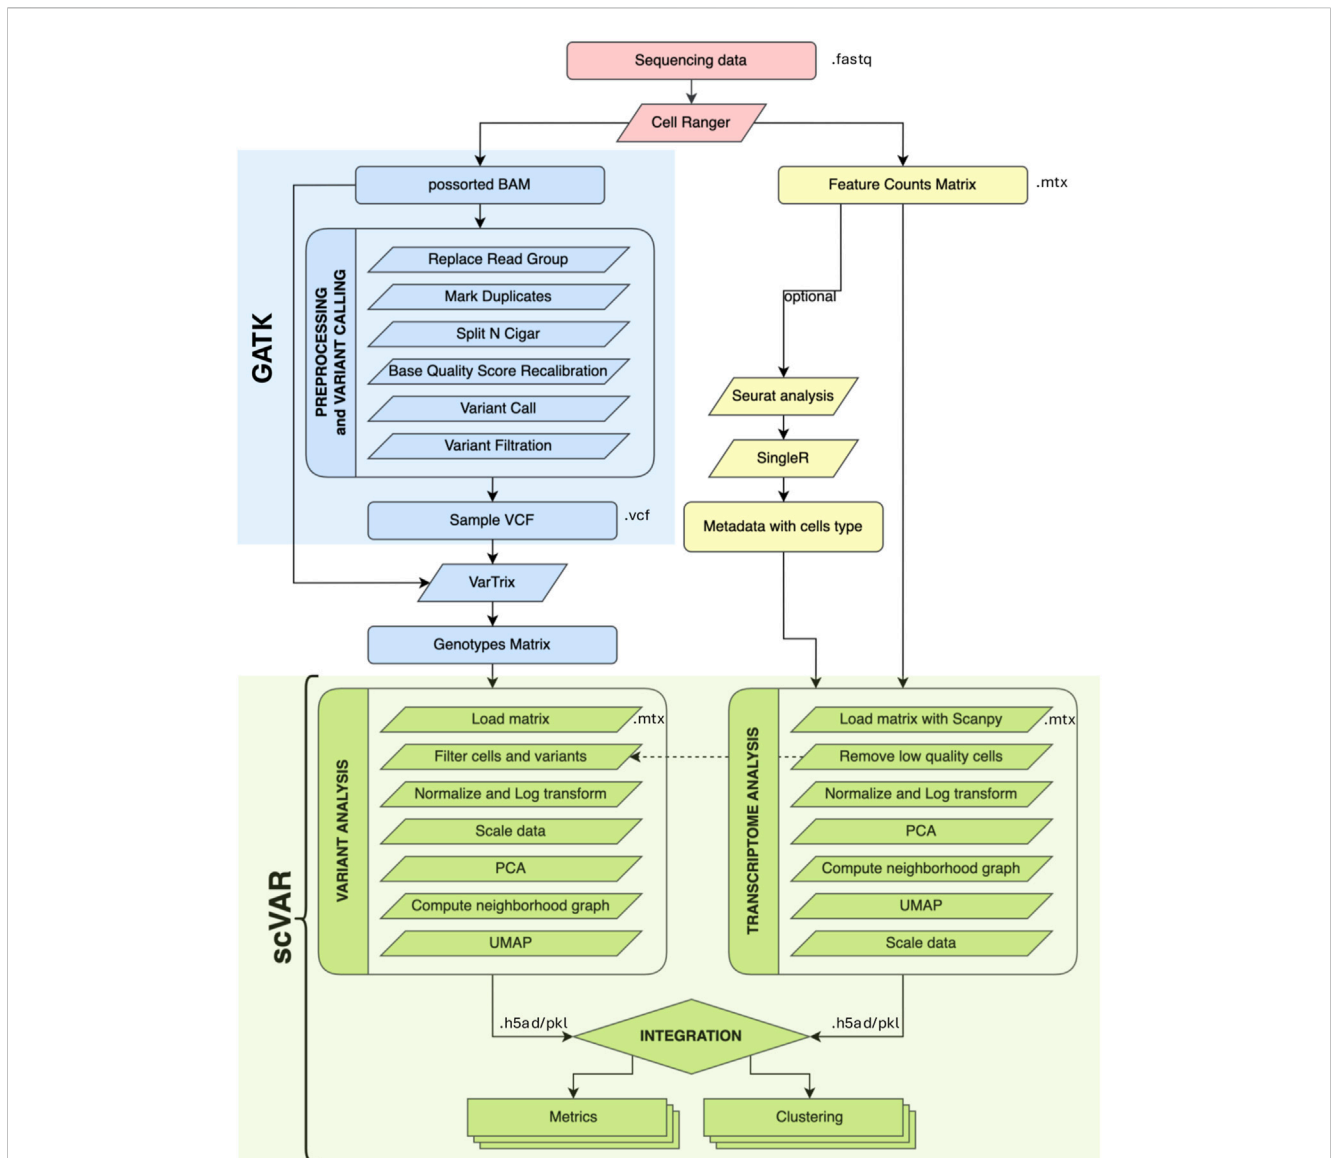 Sequencing data
.fastq
Cell Ranger
possorted BAM
Feature Counts Matrix
.mtx
GATK
PREPROCESSING
and VARIANT CALLING
Replace Read Group
Mark Duplicates
Split N Cigar
Base Quality Score Recalibration
Variant Call
Variant Filtration
optional
Seurat analysis
SingleR
Metadata with cells type
Sample VCF
.vcf
VarTrix
Genotypes Matrix
scVAR
VARIANT ANALYSIS
Load matrix
.mtx
Filter cells and variants
Normalize and Log transform
Scale data
PCA
Compute neighborhood graph
UMAP
TRANSCRIPTOME ANALYSIS
Load matrix with Scanpy
.mtx
Remove low quality cells
Normalize and Log transform
PCA
Compute neighborhood graph
UMAP
Scale data
.h5ad/pkl
INTEGRATION
.h5ad/pkl
Metrics
Clustering